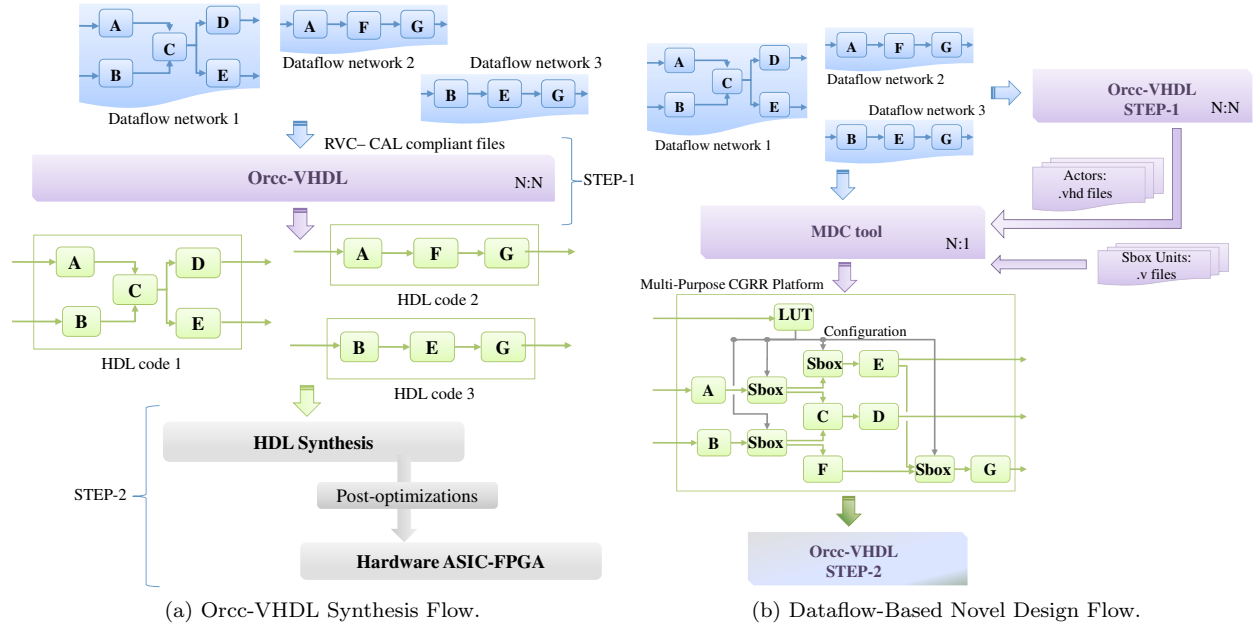 A
D
C
B
E
Dataflow network 1
A
F
G
Dataflow network 2
Dataflow network 3
B
E
G
RVC– CAL compliant files
Orcc-VHDL
N:N
STEP-1
A
D
C
B
E
HDL code 1
A
F
G
HDL code 2
B
E
G
HDL code 3
HDL Synthesis
Post-optimizations
Hardware ASIC-FPGA
STEP-2
(a) Orcc-VHDL Synthesis Flow.
A
D
C
B
E
Dataflow network 1
A
F
G
Dataflow network 2
Dataflow network 3
B
E
G
Orcc-VHDL
STEP-1
N:N
Actors:
.vhd files
MDC tool
N:1
Sbox Units:
.v files
Multi-Purpose CGRR Platform
LUT
Configuration
Sbox
E
A
Sbox
C
D
B
Sbox
F
Sbox
G
Orcc-VHDL
STEP-2
(b) Dataflow-Based Novel Design Flow.